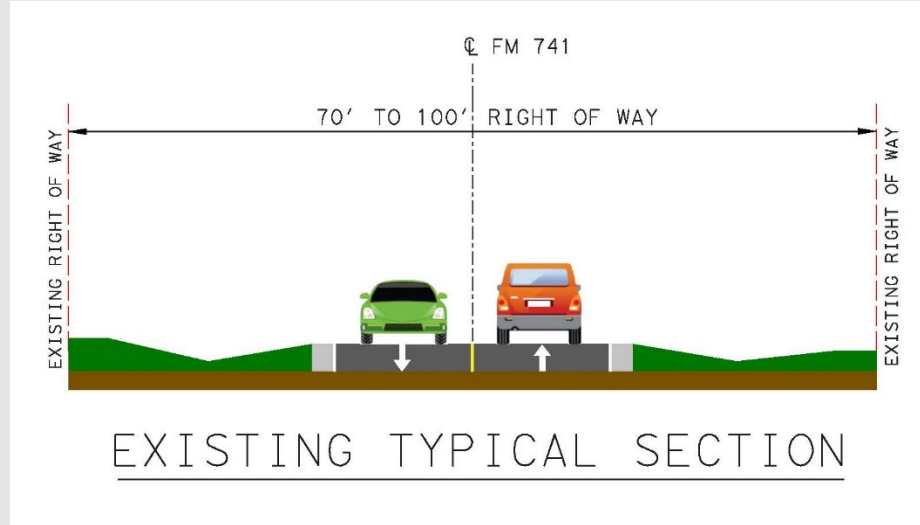 ℄ FM 741
70' TO 100' RIGHT OF WAY
EXISTING RIGHT OF WAY
EXISTING RIGHT OF WAY
EXISTING TYPICAL SECTION